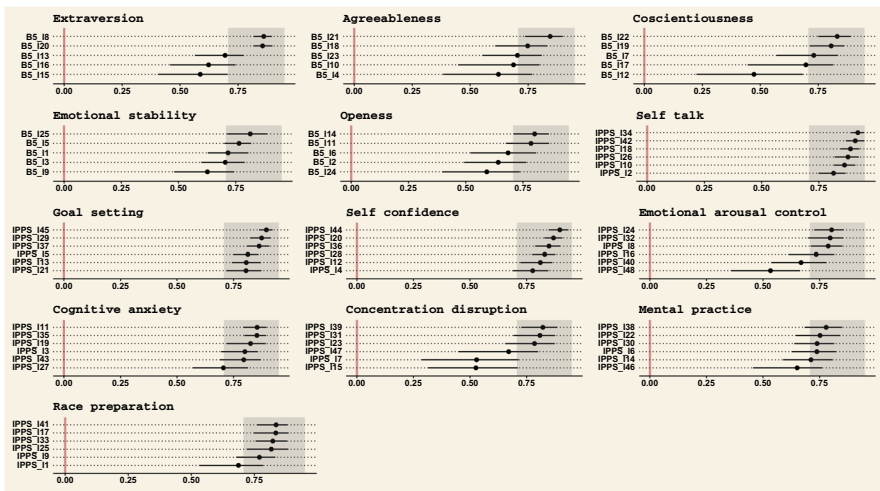 Extraversion
B5_I8
B5_I20
B5_I13
B5_I16
B5_I15
0.00 0.25 0.50 0.75
Agreeableness
B5_I21
B5_I18
B5_I23
B5_I10
B5_I4
0.00 0.25 0.50 0.75
Coscientiousness
B5_I22
B5_I19
B5_I7
B5_I17
B5_I12
0.00 0.25 0.50 0.75
Emotional stability
B5_I25
B5_I5
B5_I1
B5_I3
B5_I9
0.00 0.25 0.50 0.75
Openess
B5_I14
B5_I11
B5_I6
B5_I2
B5_I24
0.00 0.25 0.50 0.75
Self talk
IPPS_I34
IPPS_I42
IPPS_I18
IPPS_I26
IPPS_I10
IPPS_I2
0.00 0.25 0.50 0.75
Goal setting
IPPS_I45
IPPS_I29
IPPS_I37
IPPS_I5
IPPS_I13
IPPS_I21
0.00 0.25 0.50 0.75
Self confidence
IPPS_I44
IPPS_I20
IPPS_I36
IPPS_I28
IPPS_I12
IPPS_I4
0.00 0.25 0.50 0.75
Emotional arousal control
IPPS_I24
IPPS_I32
IPPS_I8
IPPS_I16
IPPS_I40
IPPS_I48
0.00 0.25 0.50 0.75
Cognitive anxiety
IPPS_I11
IPPS_I35
IPPS_I19
IPPS_I3
IPPS_I43
IPPS_I27
0.00 0.25 0.50 0.75
Concentration disruption
IPPS_I39
IPPS_I31
IPPS_I23
IPPS_I47
IPPS_I7
IPPS_I15
0.00 0.25 0.50 0.75
Mental practice
IPPS_I38
IPPS_I22
IPPS_I30
IPPS_I6
IPPS_I14
IPPS_I46
0.00 0.25 0.50 0.75
Race preparation
IPPS_I41
IPPS_I17
IPPS_I33
IPPS_I25
IPPS_I9
IPPS_I1
0.00 0.25 0.50 0.75